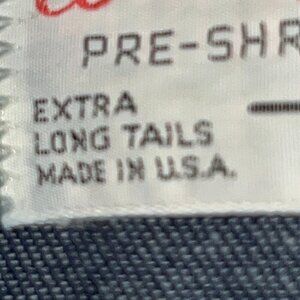 PRE-SHR
EXTRA
LONG TAILS
MADE IN U.S.A.